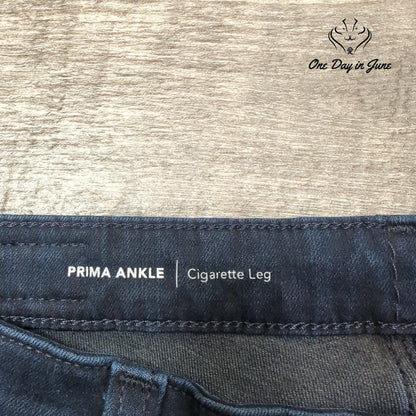 One Day in June
PRIMA ANKLE | Cigarette Leg